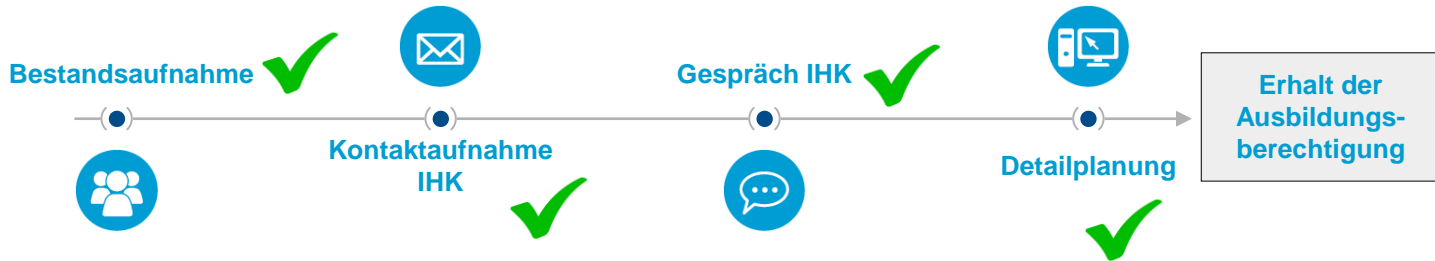 Bestandsaufnahme
Kontaktaufnahme
IHK
Gespräch IHK
Detailplanung
Erhalt der
Ausbildungs-
berechtigung